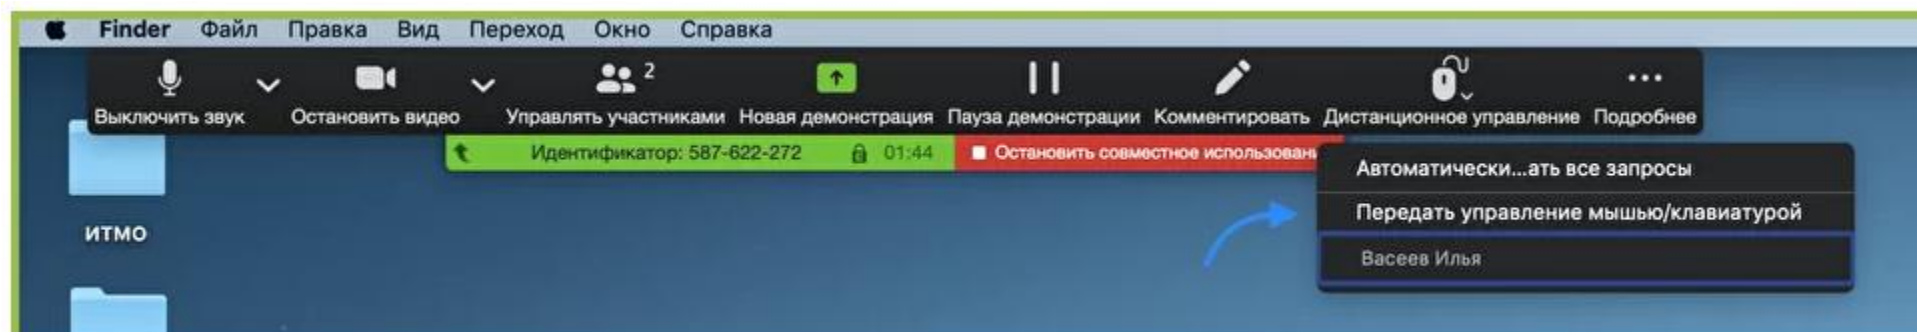 Finder Файл Правка Вид Переход Окно Справка
2
Выключить звук Остановить видео Управлять участниками Новая демонстрация Пауза демонстрации Комментировать Дистанционное управление Подробнее
Идентификатор: 587-622-272 01:44 Остановить совместное использовани
Автоматически...ать все запросы
Передать управление мышью/клавиатурой
ИТМО
Васеев Илья